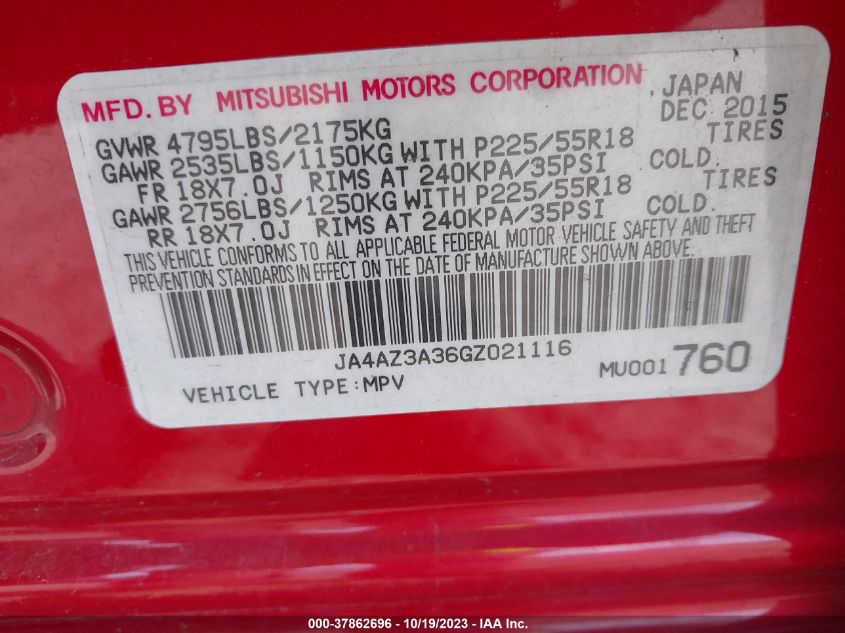 MFD. BY MITSUBISHI MOTORS CORPORATION, JAPAN
GVWR 4795LBS/2175KG DEC 2015
GAWR 2535LBS/1150KG WITH P225/55R18 TIRES
FR 18X7.0J RIMS AT 240KPA/35PSI COLD.
GAWR 2756LBS/1250KG WITH P225/55R18 TIRES
RR 18X7.0J RIMS AT 240KPA/35PSI COLD.
THIS VEHICLE CONFORMS TO ALL APPLICABLE FEDERAL MOTOR VEHICLE SAFETY AND THEFT
PREVENTION STANDARDS IN EFFECT ON THE DATE OF MANUFACTURE SHOWN ABOVE.
JA4AZ3A36GZ021116
VEHICLE TYPE:MPV MU001 760
000-37862696 - 10/19/2023 - IAA Inc.